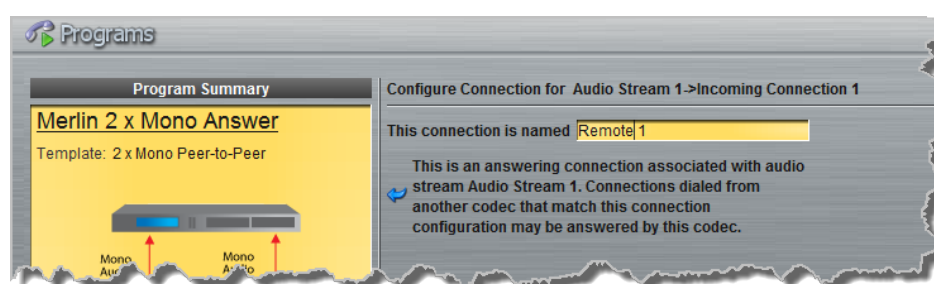 Programs
Program Summary
Merlin 2 x Mono Answer
Template: 2 x Mono Peer-to-Peer
Mono
Mono
Configure Connection for Audio Stream 1->Incoming Connection 1
This connection is named Remote 1
This is an answering connection associated with audio
stream Audio Stream 1. Connections dialed from
another codec that match this connection
configuration may be answered by this codec.